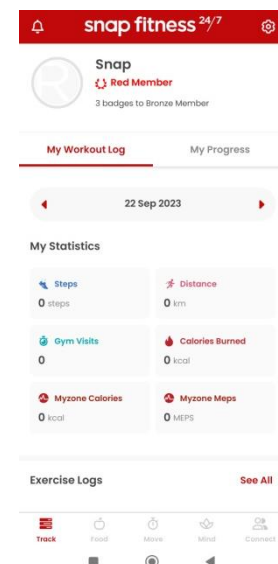 snap fitness 24/7
Snap
Red Member
3 badges to Bronze Member
My Workout Log
My Progress
22 Sep 2023
My Statistics
Steps
0 steps
Distance
0 km
Gym Visits
0
Calories Burned
0 kcal
Myzone Calories
0 kcal
Myzone Meps
0 MEPS
Exercise Logs
See All
Track
Food
Move
Mind
Connect